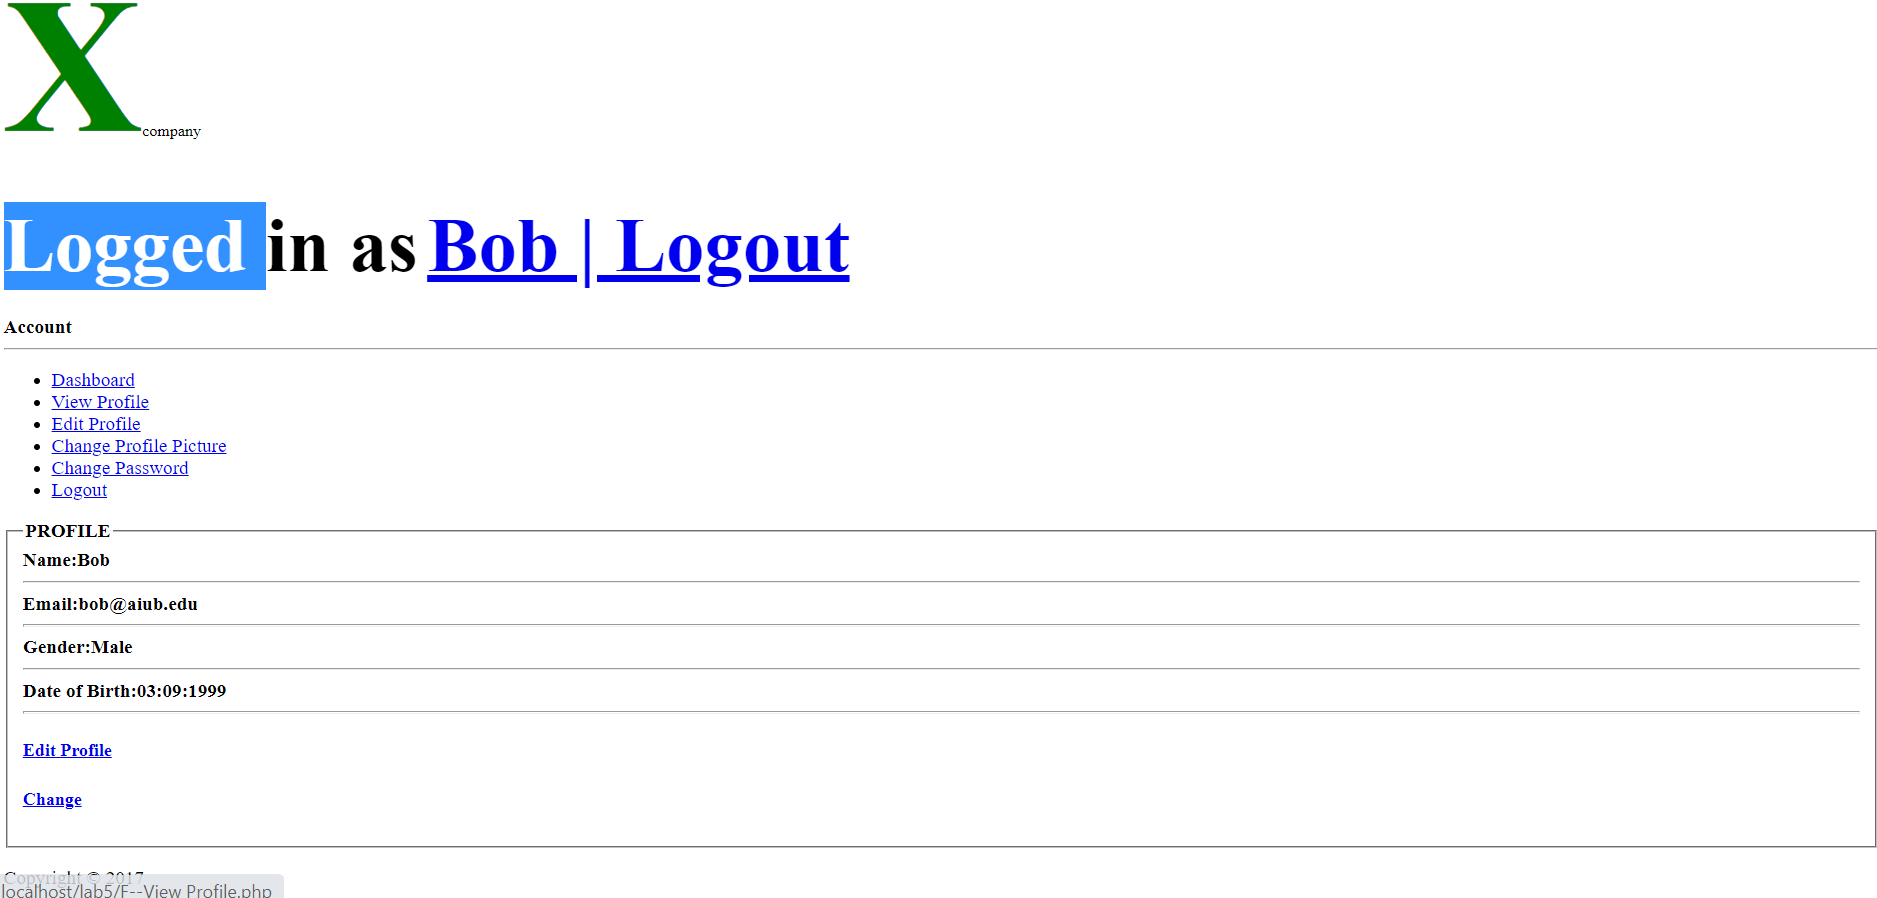 Xcompany
Logged in as Bob | Logout
Account
Dashboard
View Profile
Edit Profile
Change Profile Picture
Change Password
Logout
PROFILE
Name:Bob
Email:bob@aiub.edu
Gender:Male
Date of Birth:03:09:1999
Edit Profile
Change
Copyright © 2017
localhost/lab5/F--View Profile.php